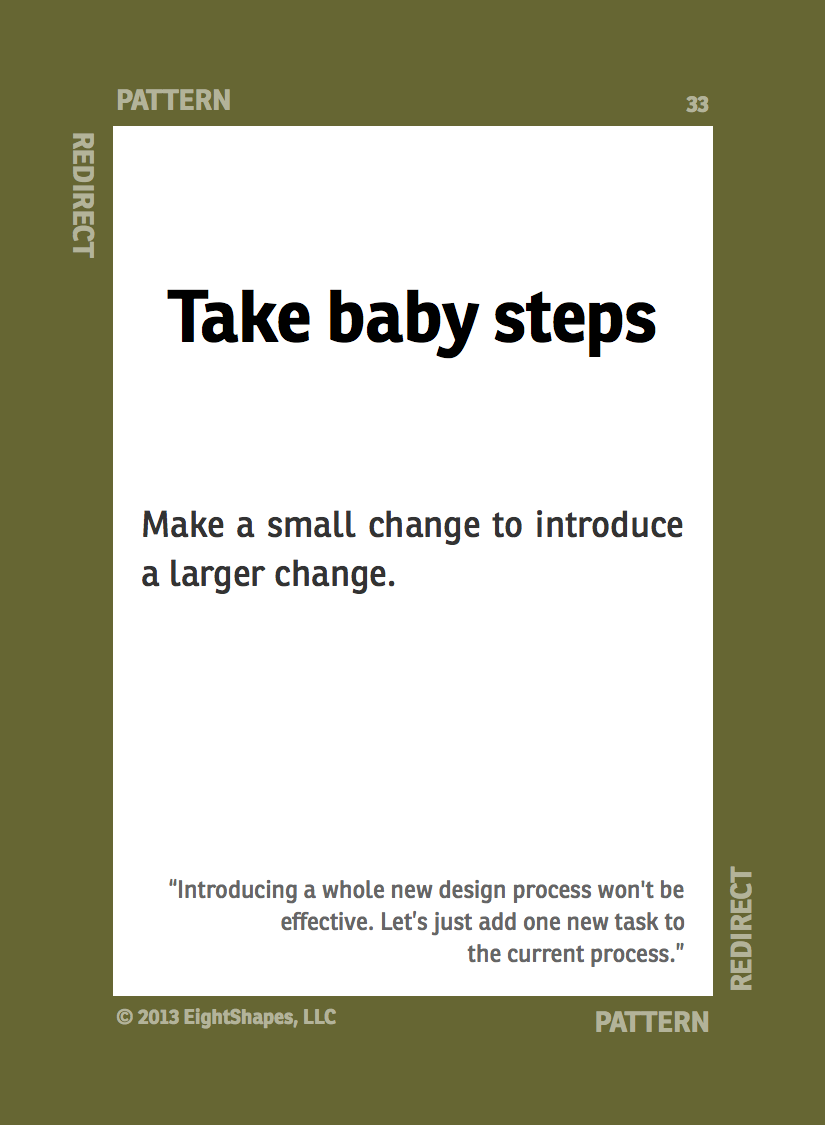 PATTERN
33
REDIRECT
Take baby steps
Make a small change to introduce
a larger change.
“Introducing a whole new design process won't be
effective. Let's just add one new task to
the current process.”
REDIRECT
© 2013 EightShapes, LLC
PATTERN